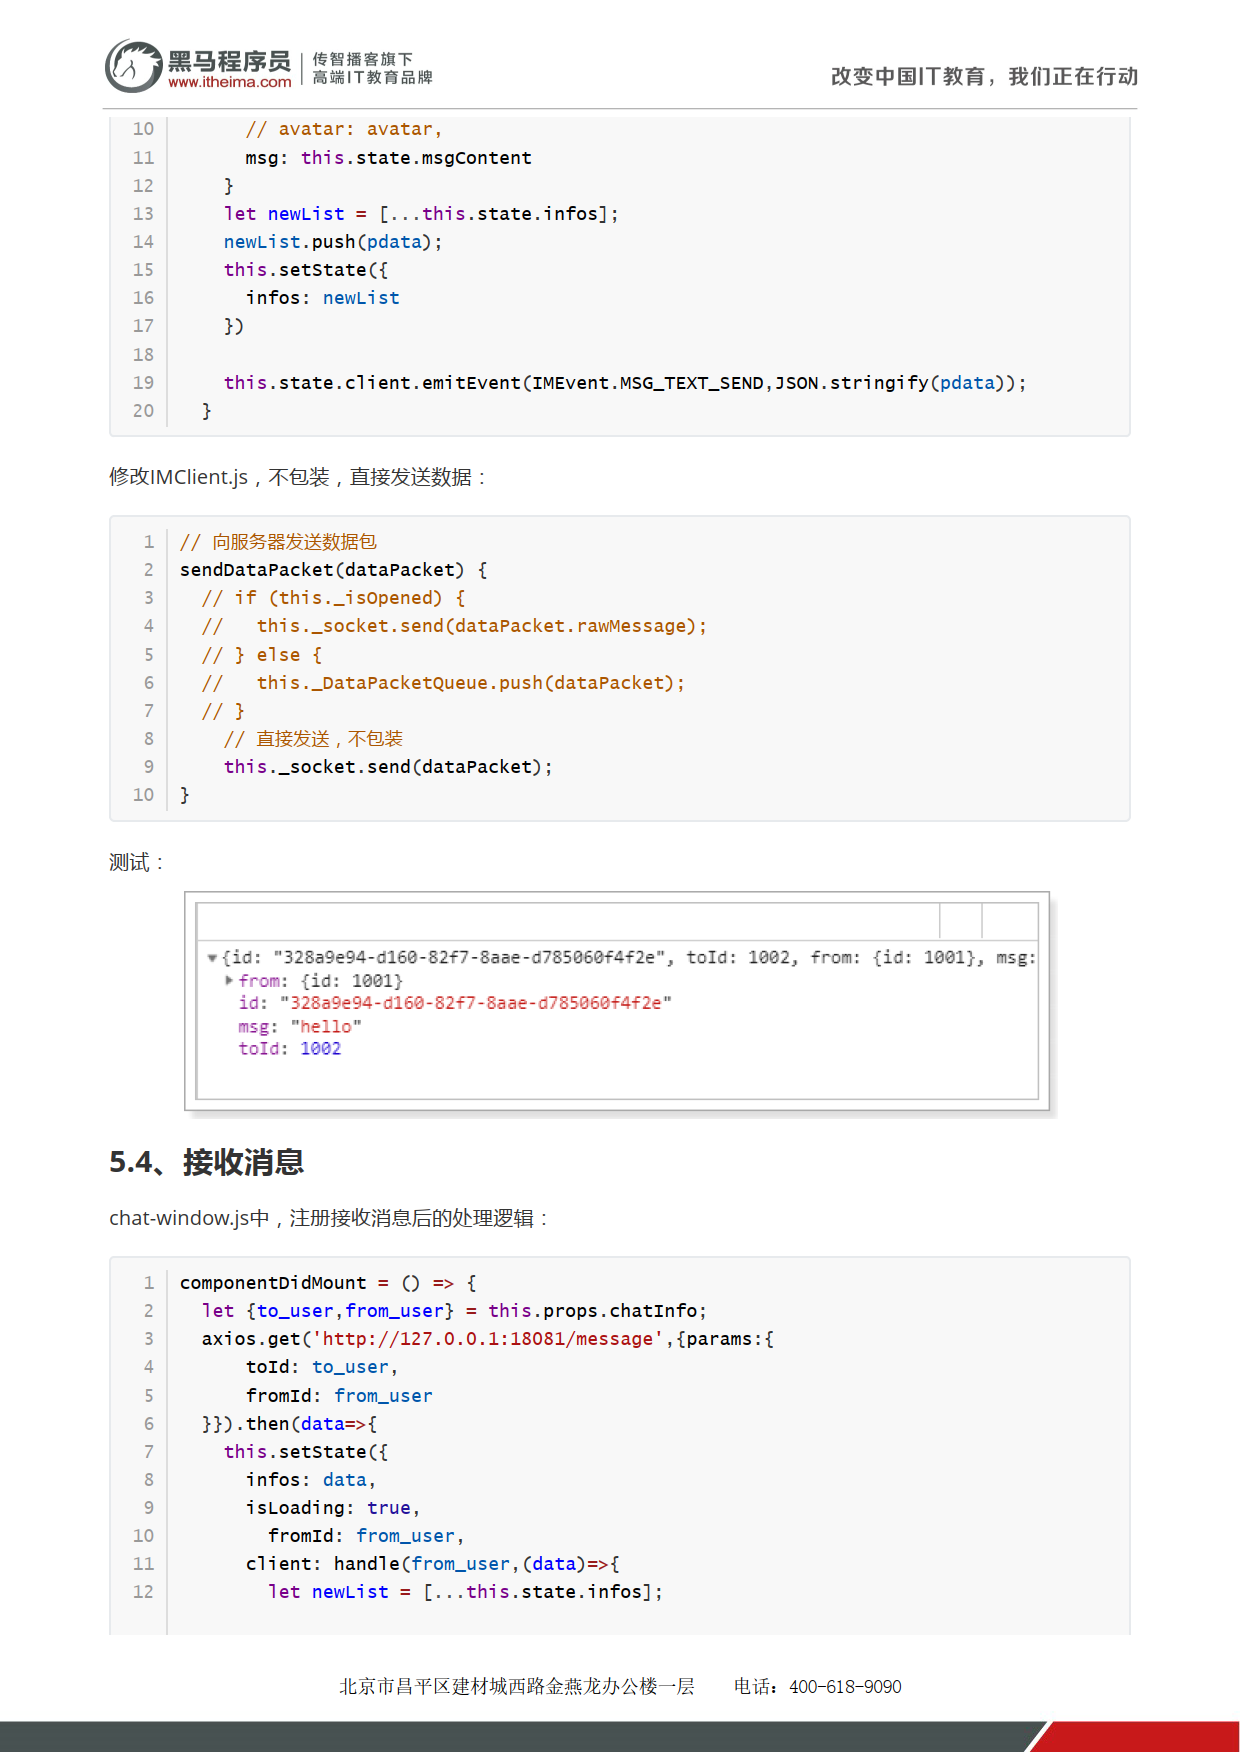 黑马程序员
www.itheima.com
传智播客旗下
高端IT教育品牌
改变中国IT教育，我们正在行动
10       // avatar: avatar,
11       msg: this.state.msgContent
12     }
13     let newList = [...this.state.infos];
14     newList.push(pdata);
15     this.setState({
16       infos: newList
17     })
18
19     this.state.client.emitEvent(IMEvent.MSG_TEXT_SEND,JSON.stringify(pdata));
20   }
修改IMClient.js，不包装，直接发送数据：
1 // 向服务器发送数据包
2 sendDataPacket(dataPacket) {
3   // if (this._isOpened) {
4   //   this._socket.send(dataPacket.rawMessage);
5   // } else {
6   //   this._DataPacketQueue.push(dataPacket);
7   // }
8     // 直接发送，不包装
9     this._socket.send(dataPacket);
10 }
测试：
▼{id: "328a9e94-d160-82f7-8aae-d785060f4f2e", toId: 1002, from: {id: 1001}, msg:
▶from: {id: 1001}
id: "328a9e94-d160-82f7-8aae-d785060f4f2e"
msg: "hello"
toId: 1002
5.4、接收消息
chat-window.js中，注册接收消息后的处理逻辑：
1 componentDidMount = () => {
2   let {to_user,from_user} = this.props.chatInfo;
3   axios.get('http://127.0.0.1:18081/message',{params:{
4       toId: to_user,
5       fromId: from_user
6   }}).then(data=>{
7     this.setState({
8       infos: data,
9       isLoading: true,
10         fromId: from_user,
11       client: handle(from_user,(data)=>{
12         let newList = [...this.state.infos];
北京市昌平区建材城西路金燕龙办公楼一层 电话：400-618-9090